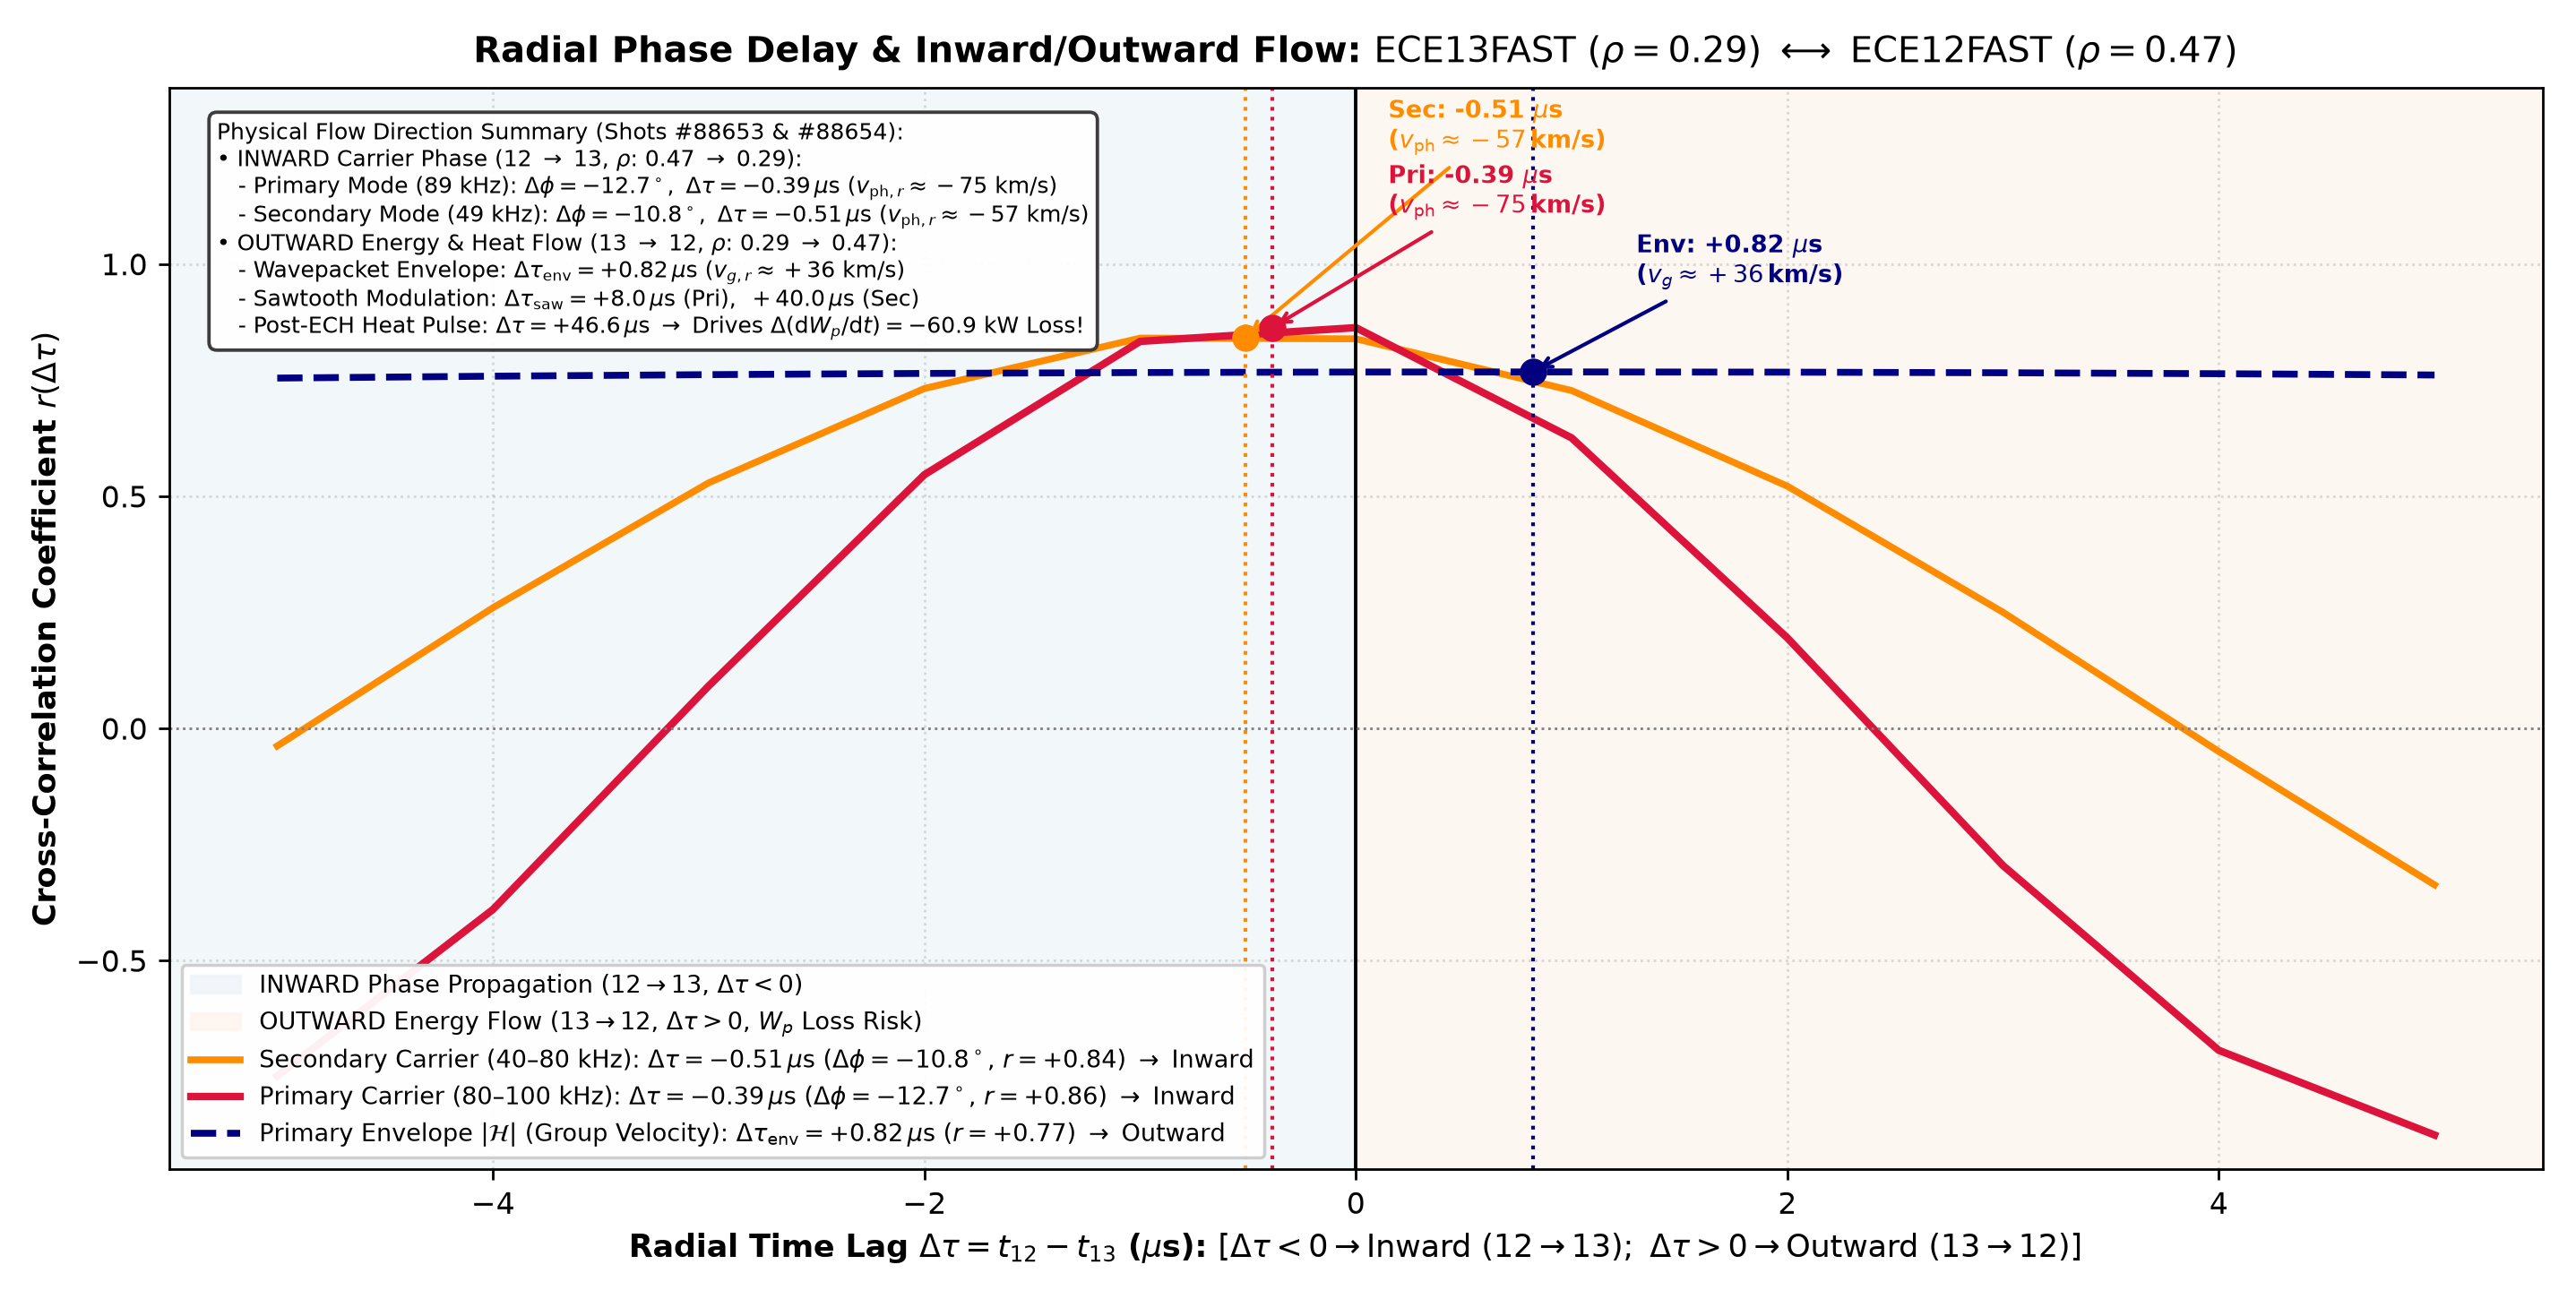 Radial Phase Delay & Inward/Outward Flow: ECE13FAST (ρ = 0.29) ⟷ ECE12FAST (ρ = 0.47)
Physical Flow Direction Summary (Shots #88653 & #88654):
• INWARD Carrier Phase (12 → 13, ρ: 0.47 → 0.29):
- Primary Mode (89 kHz): Δϕ = −12.7°, Δτ = −0.39 μs (v_ph,r ≈ −75 km/s)
- Secondary Mode (49 kHz): Δϕ = −10.8°, Δτ = −0.51 μs (v_ph,r ≈ −57 km/s)
• OUTWARD Energy & Heat Flow (13 → 12, ρ: 0.29 → 0.47):
- Wavepacket Envelope: Δτ_env = +0.82 μs (v_g,r ≈ +36 km/s)
- Sawtooth Modulation: Δτ_saw = +8.0 μs (Pri), +40.0 μs (Sec)
- Post-ECH Heat Pulse: Δτ = +46.6 μs → Drives Δ(dW_p/dt) = −60.9 kW Loss!
Sec: -0.51 μs
(v_ph ≈ −57 km/s)
Pri: -0.39 μs
(v_ph ≈ −75 km/s)
Env: +0.82 μs
(v_g ≈ +36 km/s)
Cross-Correlation Coefficient r(Δτ)
1.0
0.5
0.0
−0.5
INWARD Phase Propagation (12→13, Δτ < 0)
OUTWARD Energy Flow (13→12, Δτ > 0, W_p Loss Risk)
Secondary Carrier (40–80 kHz): Δτ = −0.51 μs (Δϕ = −10.8°, r = +0.84) → Inward
Primary Carrier (80–100 kHz): Δτ = −0.39 μs (Δϕ = −12.7°, r = +0.86) → Inward
Primary Envelope |ℋ| (Group Velocity): Δτ_env = +0.82 μs (r = +0.77) → Outward
−4
−2
0
2
4
Radial Time Lag Δτ = t_12 − t_13 (μs): [Δτ < 0 → Inward (12→13); Δτ > 0 → Outward (13→12)]